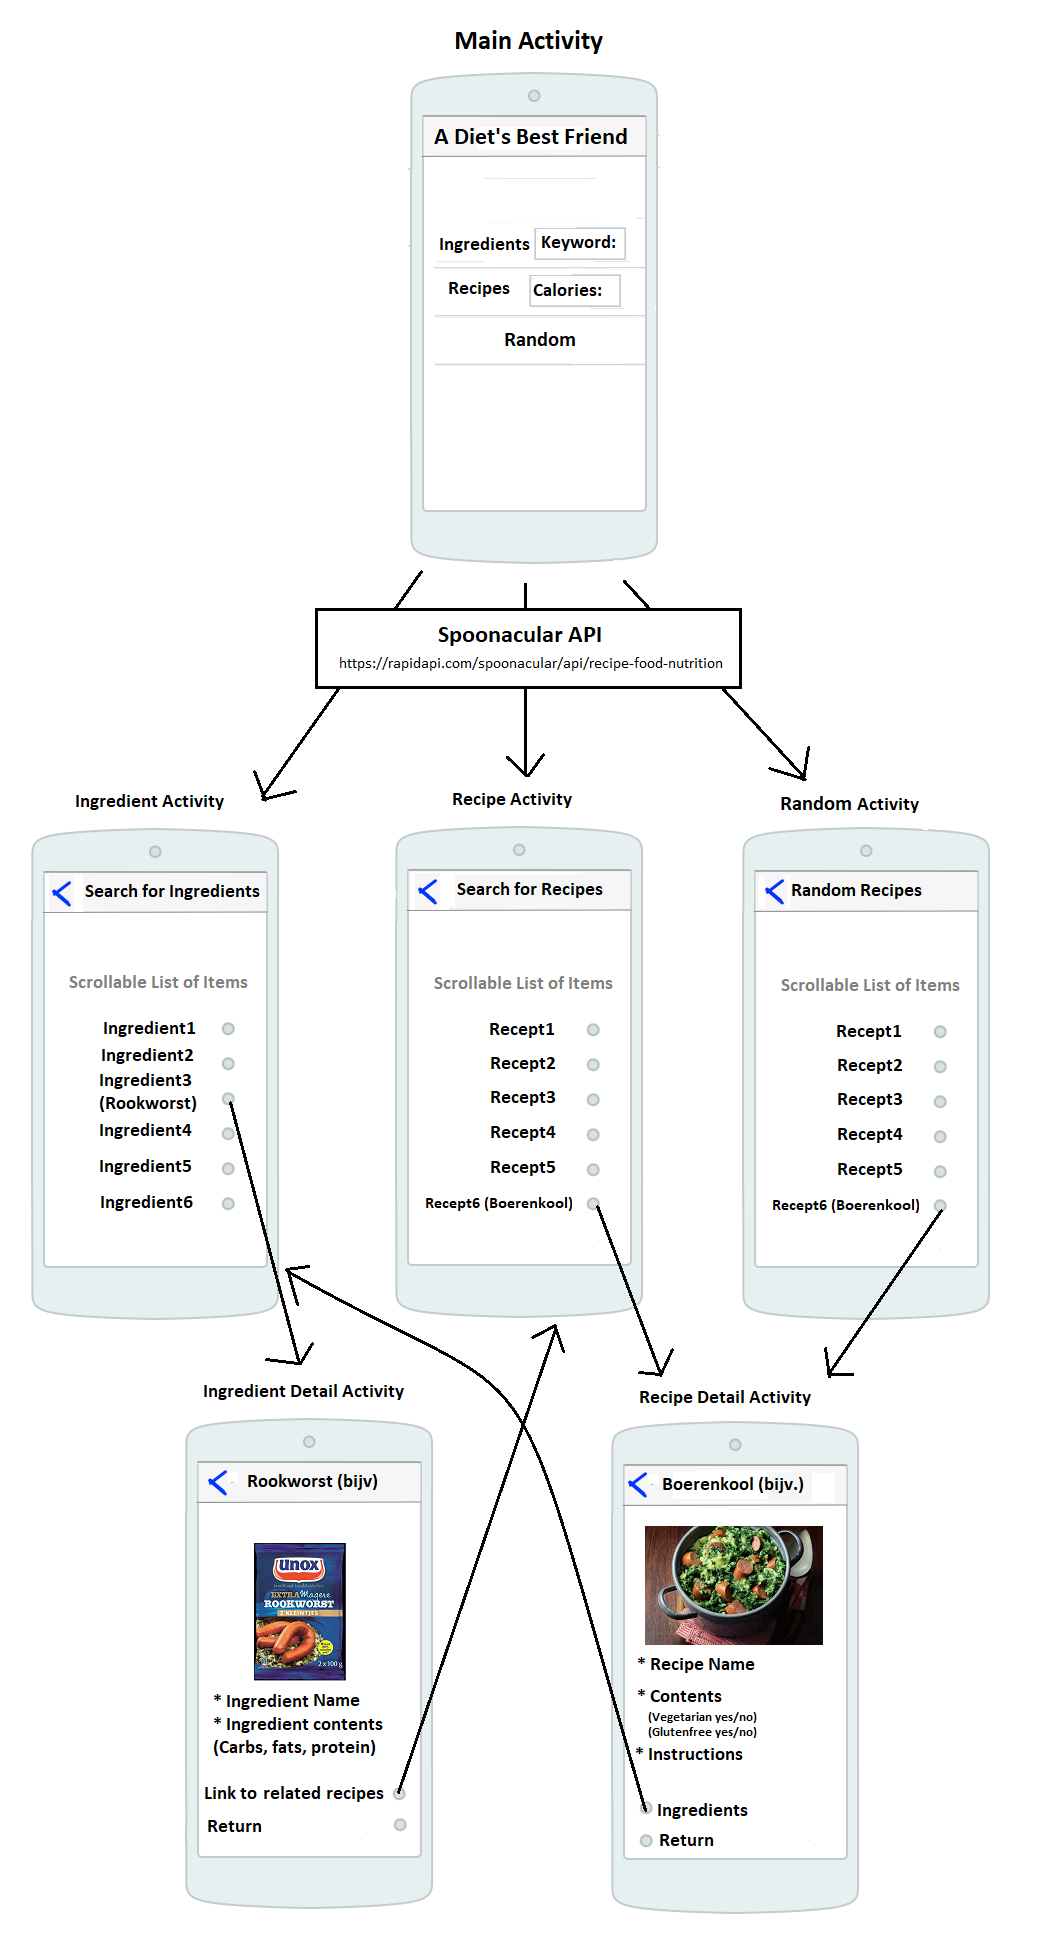 Main Activity
A Diet's Best Friend
Ingredients Keyword:
Recipes Calories:
Random
Spoonacular API
https://rapidapi.com/spoonacular/api/recipe-food-nutrition
Ingredient Activity
Search for Ingredients
Scrollable List of Items
Ingredient1
Ingredient2
Ingredient3
(Rookworst)
Ingredient4
Ingredient5
Ingredient6
Recipe Activity
Search for Recipes
Scrollable List of Items
Recept1
Recept2
Recept3
Recept4
Recept5
Recept6 (Boerenkool)
Random Activity
Random Recipes
Scrollable List of Items
Recept1
Recept2
Recept3
Recept4
Recept5
Recept6 (Boerenkool)
Ingredient Detail Activity
Rookworst (bijv)
unox
EXTRA Magere
ROOKWORST
2 KLEINTJES
2 x 100 g
* Ingredient Name
* Ingredient contents
(Carbs, fats, protein)
Link to related recipes
Return
Recipe Detail Activity
Boerenkool (bijv.)
* Recipe Name
* Contents
(Vegetarian yes/no)
(Glutenfree yes/no)
* Instructions
Ingredients
Return